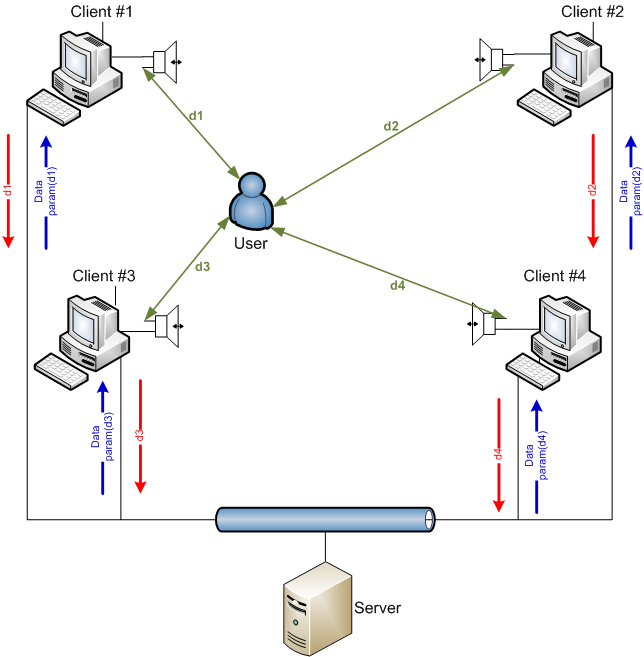 Client #1
Client #2
d1
d2
d1
Data
param(d1)
d2
Data
param(d2)
User
d3
d4
Client #3
Client #4
d3
Data
param(d3)
d4
Data
param(d4)
Server